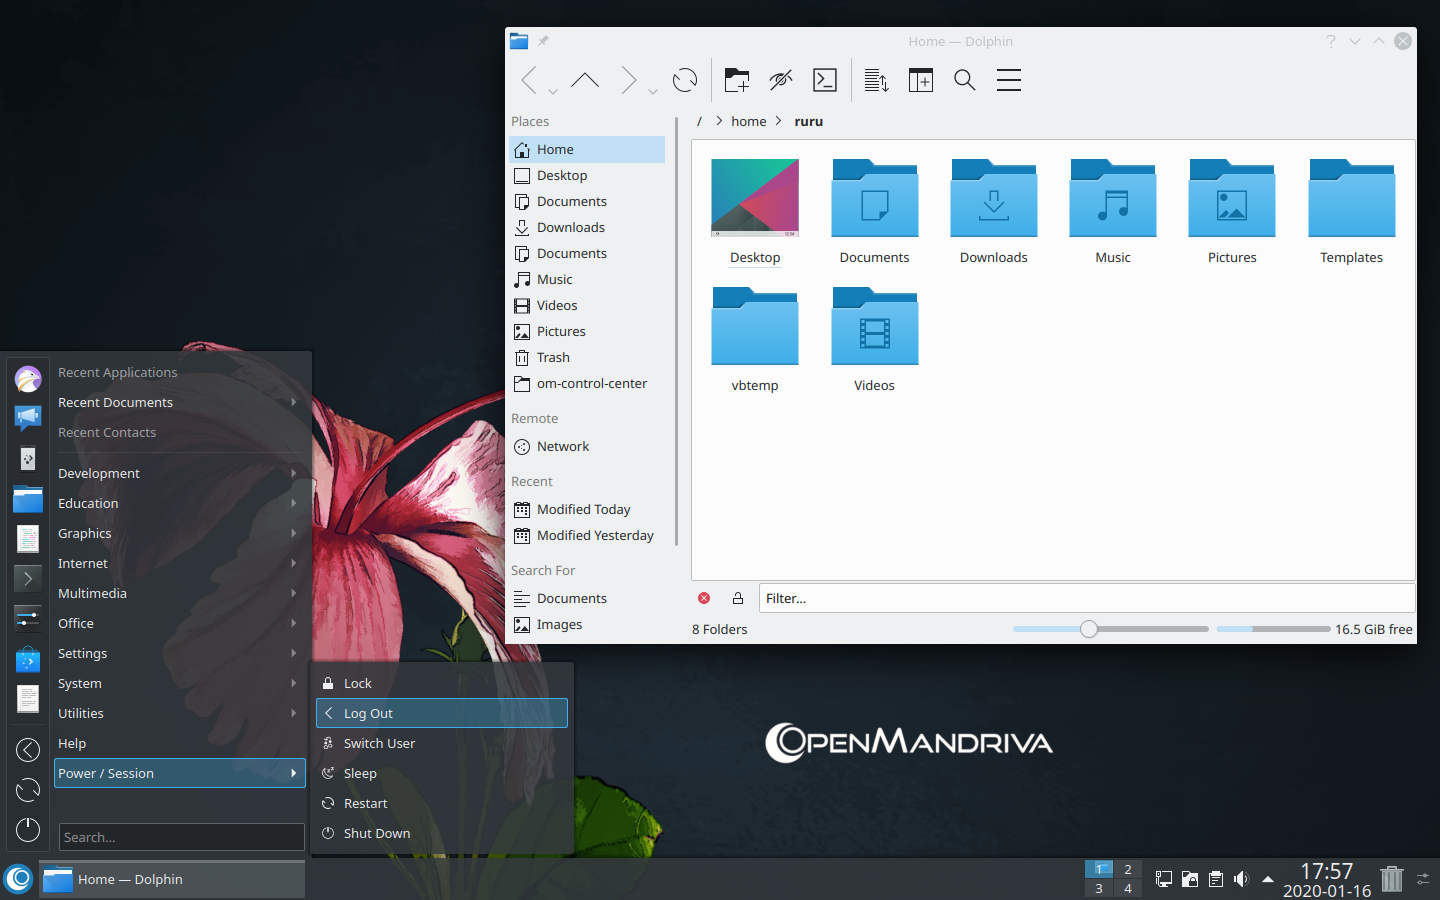 Home — Dolphin
Places
Home
Desktop
Documents
Downloads
Documents
Music
Videos
Pictures
Trash
om-control-center
Remote
Network
Recent
Modified Today
Modified Yesterday
Search For
Documents
Images
/ > home > ruru
Desktop Documents Downloads Music Pictures Templates
vbtemp Videos
Filter...
8 Folders 16.5 GiB free
Recent Applications
Recent Documents
Recent Contacts
Development
Education
Graphics
Internet
Multimedia
Office
Settings
System
Utilities
Help
Power / Session
Search...
Lock
Log Out
Switch User
Sleep
Restart
Shut Down
OPENMANDRIVA
Home — Dolphin
1 2
3 4
17:57
2020-01-16